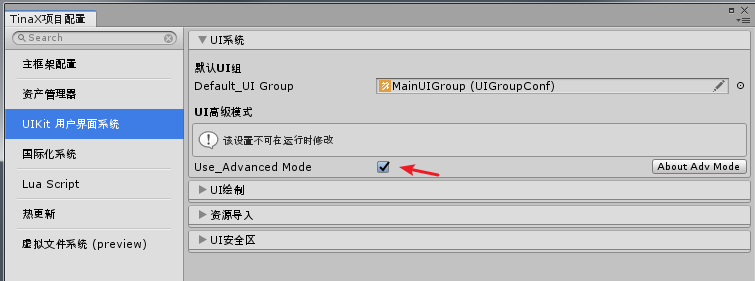 TinaX项目配置
Search
主框架配置
资产管理器
UIKit 用户界面系统
国际化系统
Lua Script
热更新
虚拟文件系统 (preview)
UI系统
默认UI组
Default_UI Group
MainUIGroup (UIGroupConf)
UI高级模式
该设置不可在运行时修改
Use_Advanced Mode
About Adv Mode
UI绘制
资源导入
UI安全区